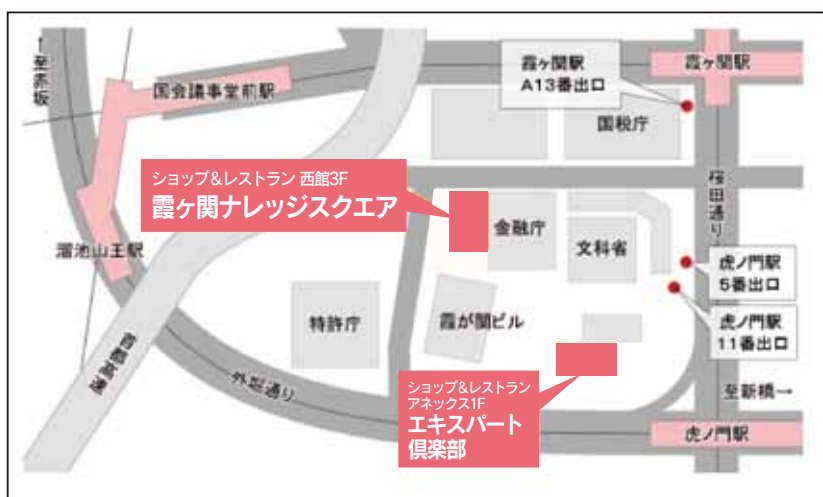 ↑至赤坂
国会議事堂前駅
霞ヶ関駅
A13番出口
霞ヶ関駅
国税庁
ショップ&レストラン 西館3F
霞ヶ関ナレッジスクエア
桜田通り
金融庁
文科省
溜池山王駅
虎ノ門駅
5番出口
特許庁
霞が関ビル
虎ノ門駅
11番出口
首都高速
外堀通り
ショップ&レストラン
アネックス1F
エキスパート
倶楽部
至新橋→
虎ノ門駅